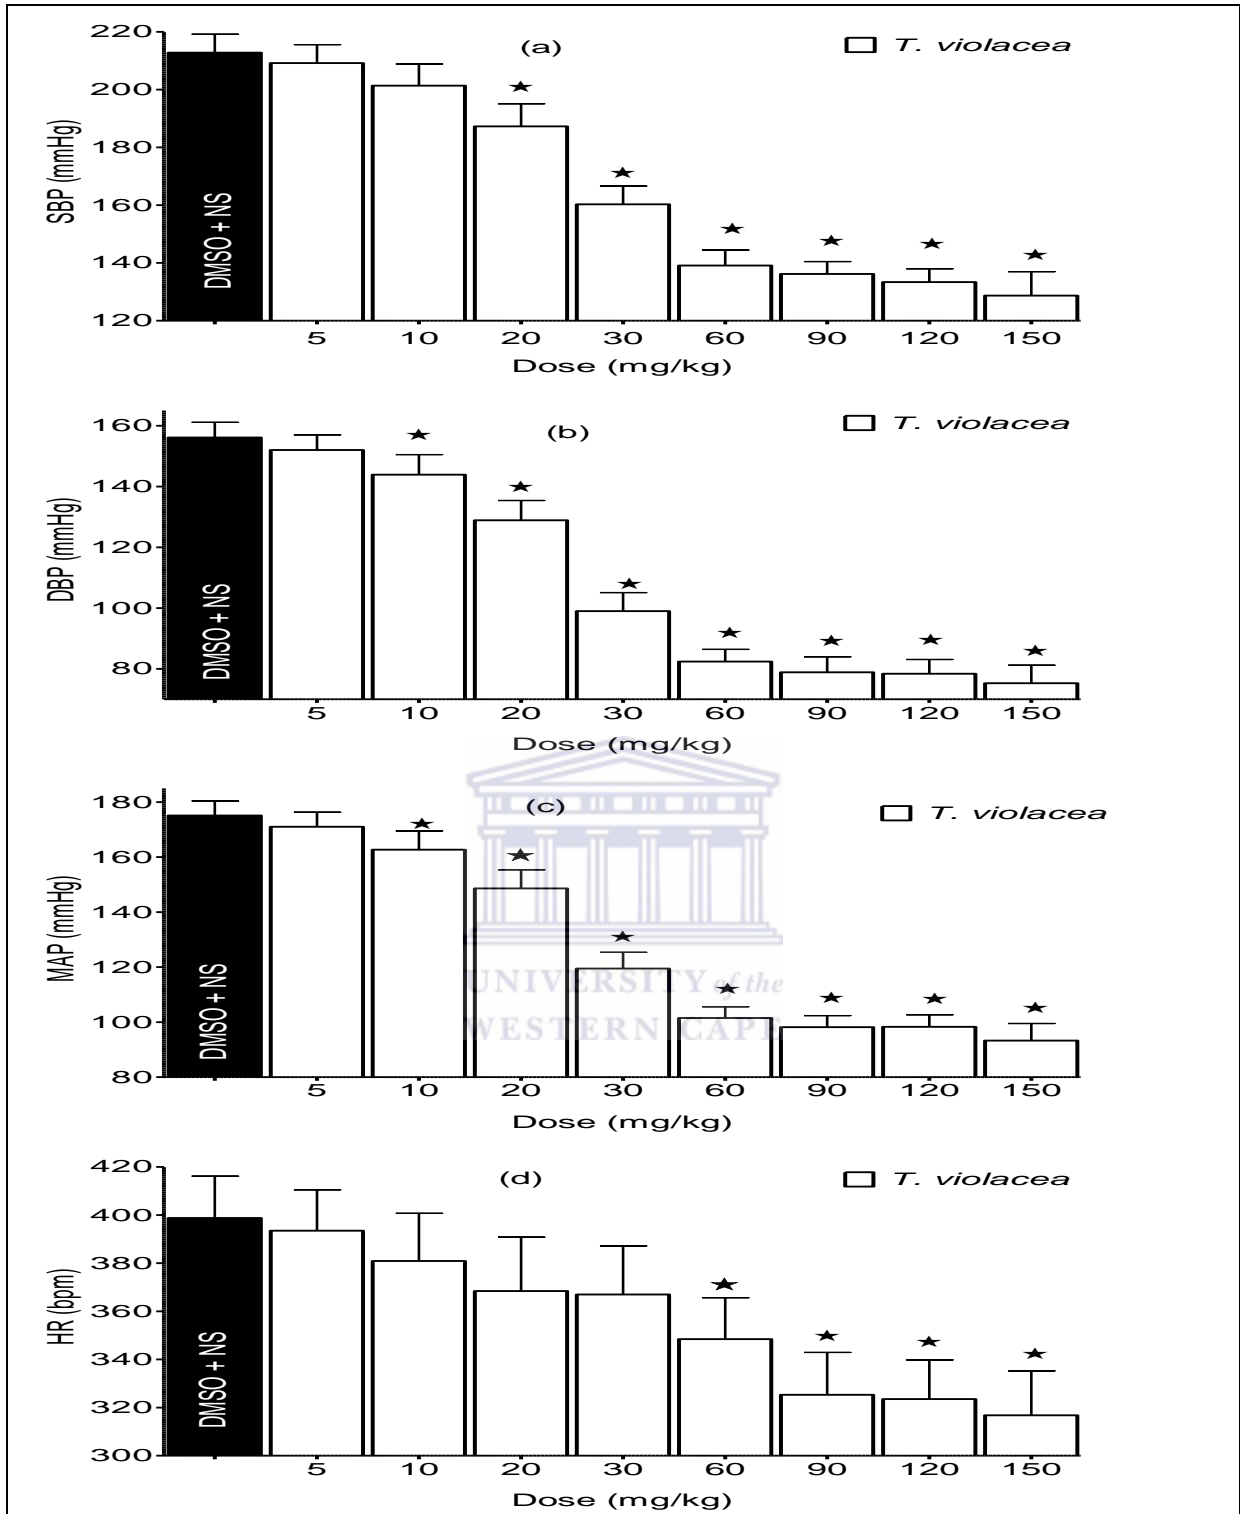 (a)
T. violacea
SBP (mmHg)
220
200
180
160
140
120
DMSO + NS
5 10 20 30 60 90 120 150
Dose (mg/kg)
(b)
T. violacea
DBP (mmHg)
160
140
120
100
80
DMSO + NS
5 10 20 30 60 90 120 150
Dose (mg/kg)
(c)
T. violacea
MAP (mmHg)
180
160
140
120
100
80
DMSO + NS
UNIVERSITY of the
WESTERN CAPE
5 10 20 30 60 90 120 150
Dose (mg/kg)
(d)
T. violacea
HR (bpm)
420
400
380
360
340
320
300
DMSO + NS
5 10 20 30 60 90 120 150
Dose (mg/kg)